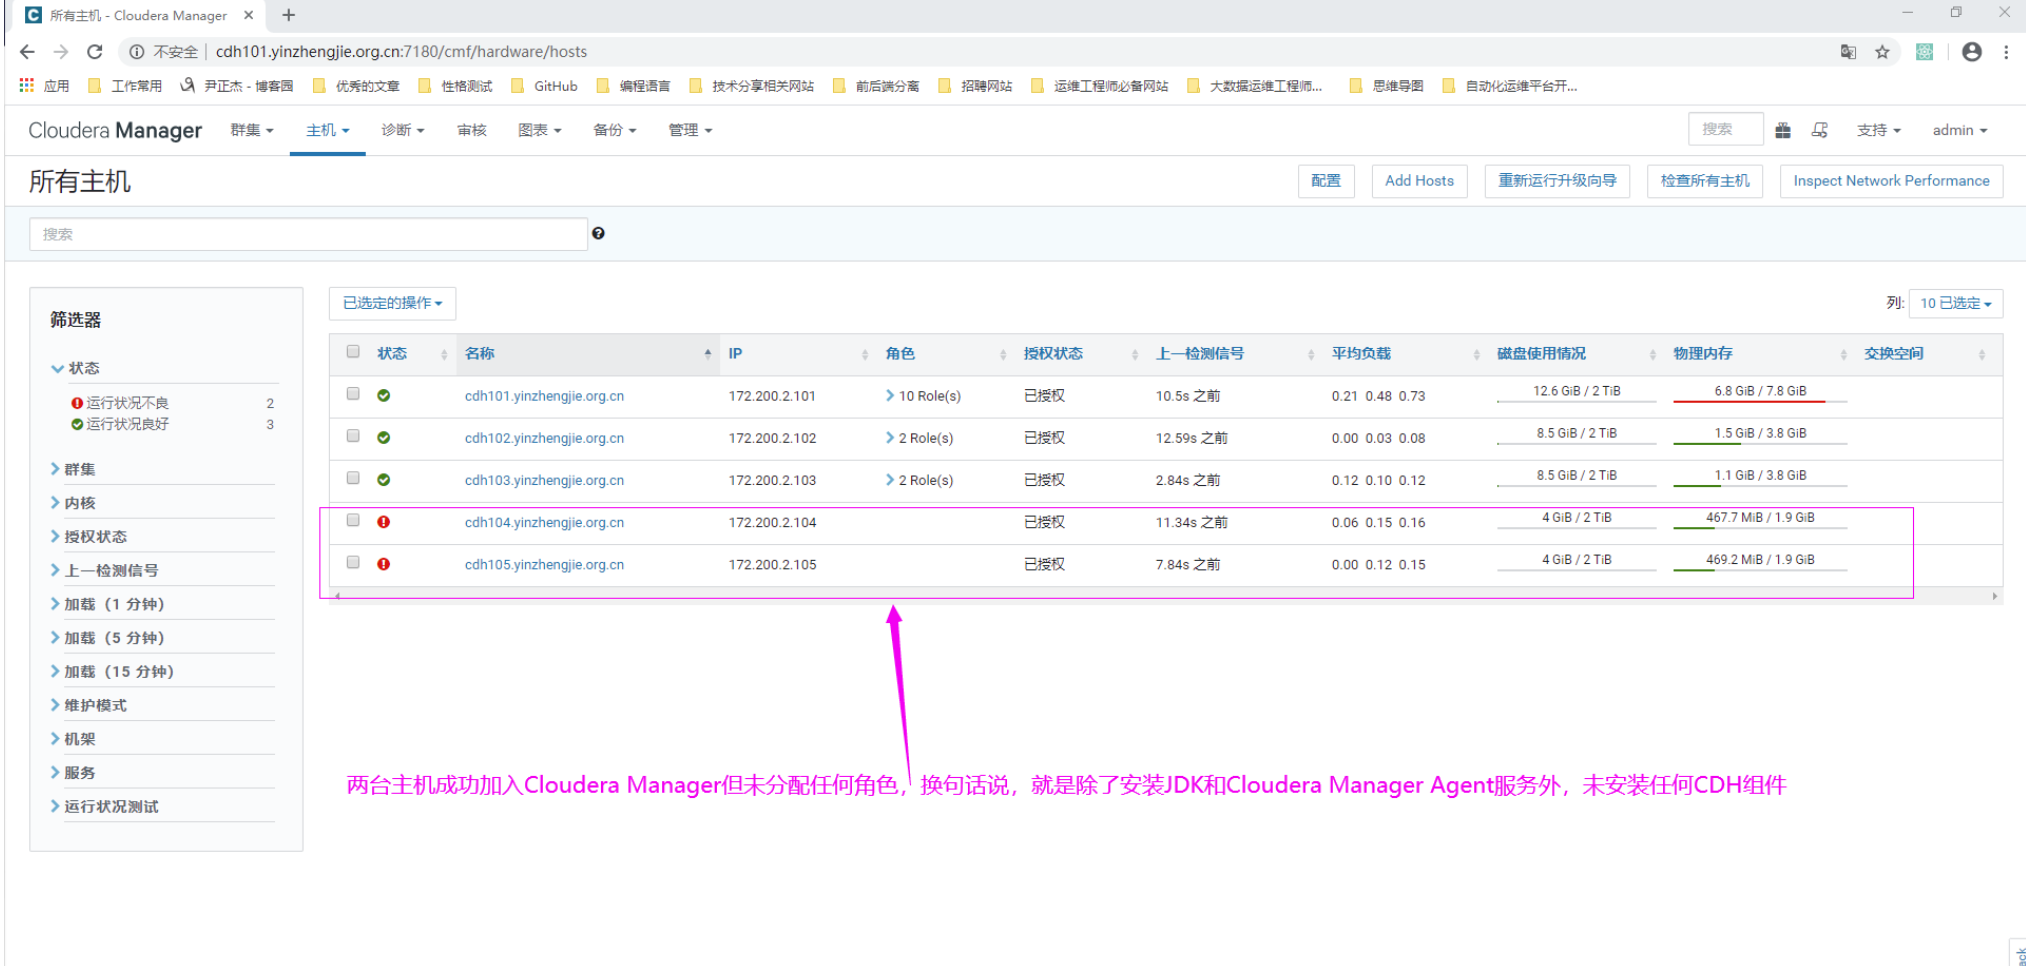 所有主机 - Cloudera Manager
不安全 | cdh101.yinzhengjie.org.cn:7180/cmf/hardware/hosts
应用 工作常用 尹正杰 - 博客园 优秀的文章 性格测试 GitHub 编程语言 技术分享相关网站 前后端分离 招聘网站 运维工程师必备网站 大数据运维工程师... 思维导图 自动化运维平台开...
Cloudera Manager 群集 主机 诊断 审核 图表 备份 管理 搜索 支持 admin
所有主机 配置 Add Hosts 重新运行升级向导 检查所有主机 Inspect Network Performance
搜索
筛选器
状态
运行状况不良 2
运行状况良好 3
群集
内核
授权状态
上一检测信号
加载（1 分钟）
加载（5 分钟）
加载（15 分钟）
维护模式
机架
服务
运行状况测试
已选定的操作 列: 10 已选定
状态 名称 IP 角色 授权状态 上一检测信号 平均负载 磁盘使用情况 物理内存 交换空间
cdh101.yinzhengjie.org.cn 172.200.2.101 10 Role(s) 已授权 10.5s 之前 0.21 0.48 0.73 12.6 GiB / 2 TiB 6.8 GiB / 7.8 GiB
cdh102.yinzhengjie.org.cn 172.200.2.102 2 Role(s) 已授权 12.59s 之前 0.00 0.03 0.08 8.5 GiB / 2 TiB 1.5 GiB / 3.8 GiB
cdh103.yinzhengjie.org.cn 172.200.2.103 2 Role(s) 已授权 2.84s 之前 0.12 0.10 0.12 8.5 GiB / 2 TiB 1.1 GiB / 3.8 GiB
cdh104.yinzhengjie.org.cn 172.200.2.104 已授权 11.34s 之前 0.06 0.15 0.16 4 GiB / 2 TiB 467.7 MiB / 1.9 GiB
cdh105.yinzhengjie.org.cn 172.200.2.105 已授权 7.84s 之前 0.00 0.12 0.15 4 GiB / 2 TiB 469.2 MiB / 1.9 GiB
两台主机成功加入Cloudera Manager但未分配任何角色，换句话说，就是除了安装JDK和Cloudera Manager Agent服务外，未安装任何CDH组件